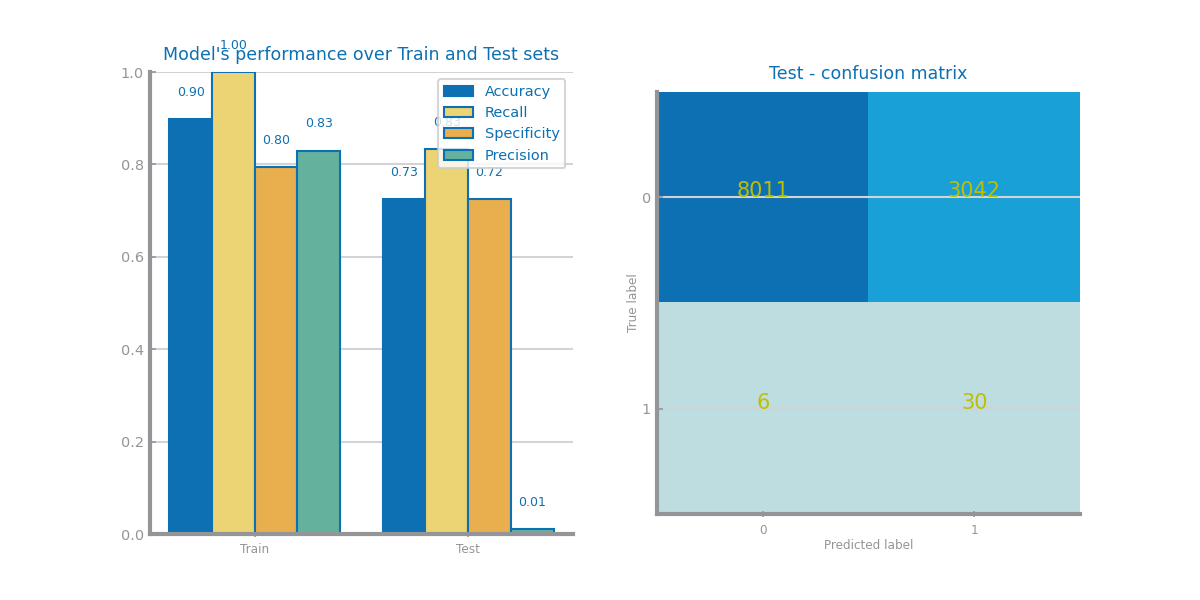 Model's performance over Train and Test sets
1.00
0.90
0.80
0.83
0.73
0.83
0.72
0.01
Accuracy
Recall
Specificity
Precision
1.0
0.8
0.6
0.4
0.2
0.0
Train
Test
Test - confusion matrix
8011
3042
6
30
True label
0
1
0
1
Predicted label